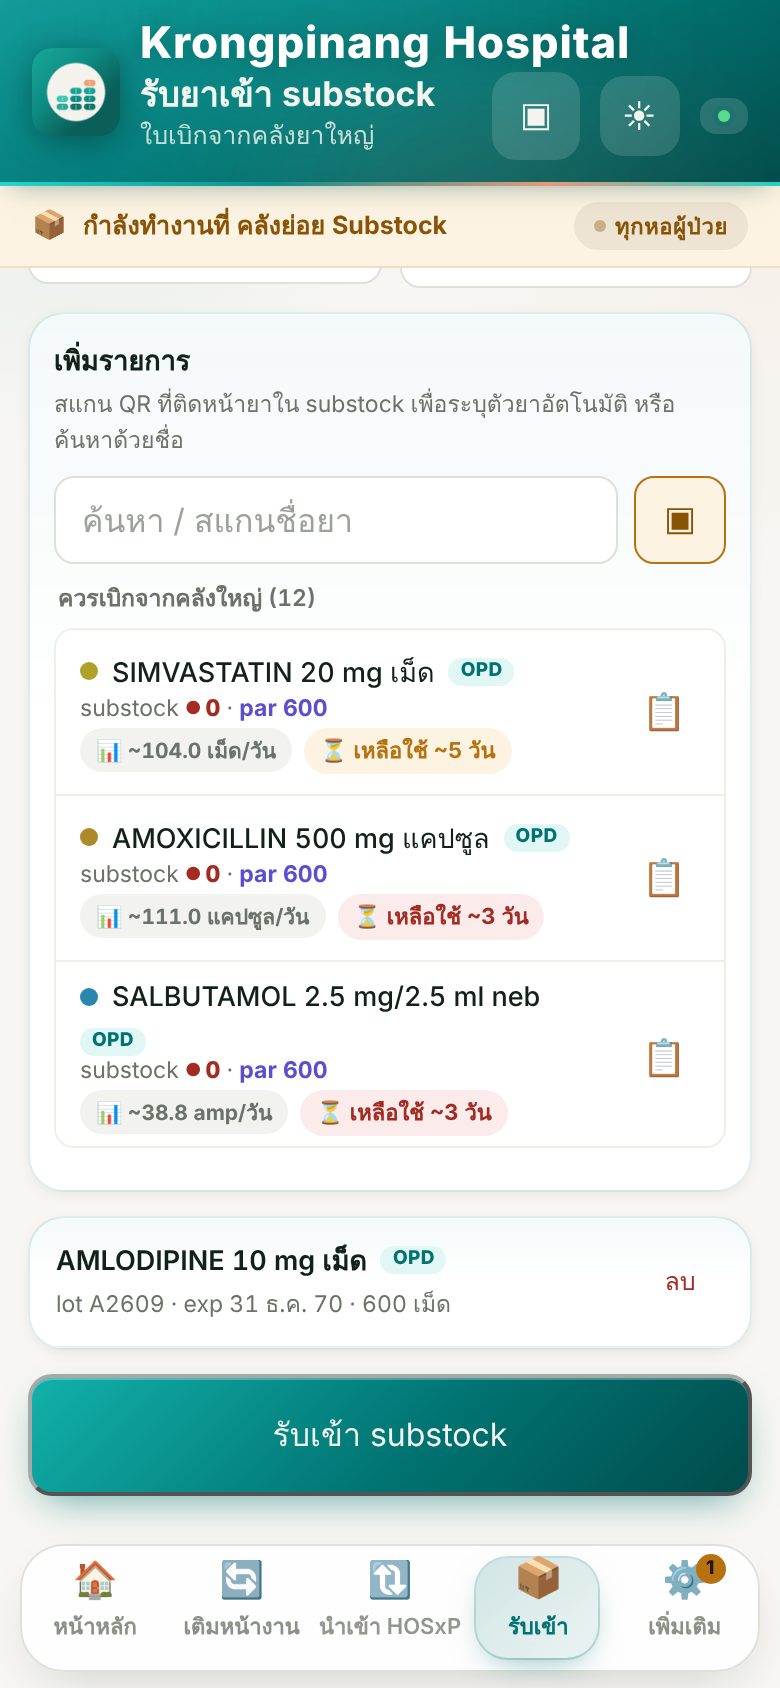 Krongpinang Hospital
รับยาเข้า substock
ใบเบิกจากคลังยาใหญ่
กำลังทำงานที่ คลังย่อย Substock
ทุกหอผู้ป่วย
เพิ่มรายการ
สแกน QR ที่ติดหน้ายาใน substock เพื่อระบุตัวยาอัตโนมัติ หรือ
ค้นหาด้วยชื่อ
ค้นหา / สแกนชื่อยา
ควรเบิกจากคลังใหญ่ (12)
SIMVASTATIN 20 mg เม็ด OPD
substock 0 · par 600
~104.0 เม็ด/วัน เหลือใช้ ~5 วัน
AMOXICILLIN 500 mg แคปซูล OPD
substock 0 · par 600
~111.0 แคปซูล/วัน เหลือใช้ ~3 วัน
SALBUTAMOL 2.5 mg/2.5 ml neb
OPD
substock 0 · par 600
~38.8 amp/วัน เหลือใช้ ~3 วัน
AMLODIPINE 10 mg เม็ด OPD
lot A2609 · exp 31 ธ.ค. 70 · 600 เม็ด
ลบ
รับเข้า substock
1
หน้าหลัก เติมหน้างาน นำเข้า HOSxP รับเข้า เพิ่มเติม